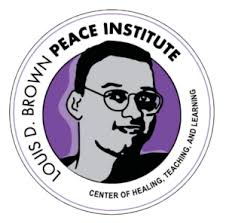 LOUIS D. BROWN PEACE INSTITUTE
CENTER OF HEALING, TEACHING, AND LEARNING